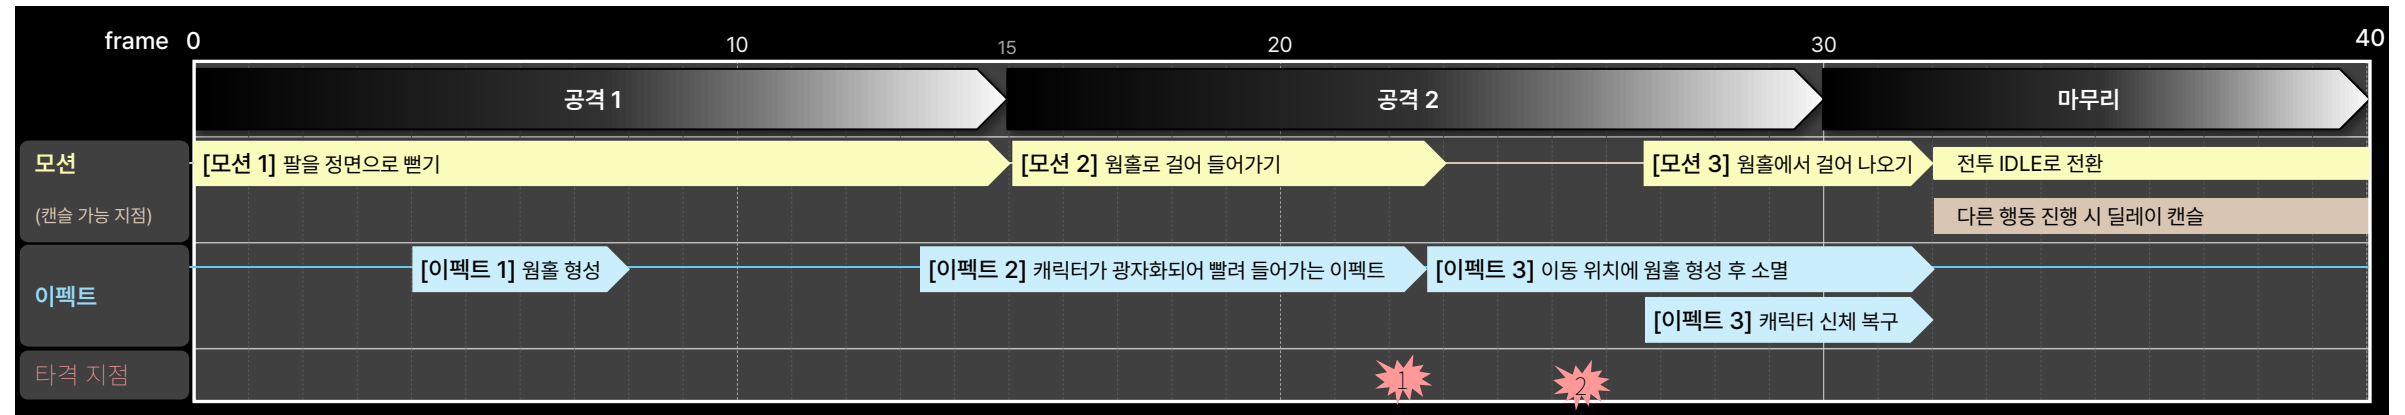 frame 0 10 15 20 30 40
공격 1 공격 2 마무리
모션 [모션 1] 팔을 정면으로 뻗기 [모션 2] 웜홀로 걸어 들어가기 [모션 3] 웜홀에서 걸어 나오기 전투 IDLE로 전환
(캔슬 가능 지점) 다른 행동 진행 시 딜레이 캔슬
[이펙트 1] 웜홀 형성 [이펙트 2] 캐릭터가 광자화되어 빨려 들어가는 이펙트 [이펙트 3] 이동 위치에 웜홀 형성 후 소멸
이펙트
[이펙트 3] 캐릭터 신체 복구
타격 지점 1 2